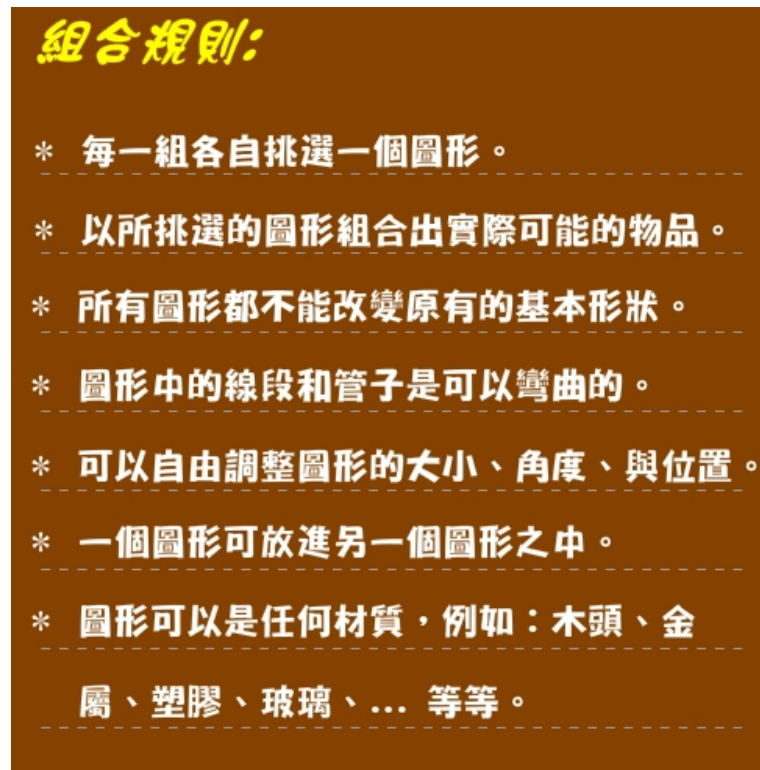 組合規則:
* 每一組各自挑選一個圖形。
* 以所挑選的圖形組合出實際可能的物品。
* 所有圖形都不能改變原有的基本形狀。
* 圖形中的線段和管子是可以彎曲的。
* 可以自由調整圖形的大小、角度、與位置。
* 一個圖形可放進另一個圖形之中。
* 圖形可以是任何材質，例如：木頭、金
屬、塑膠、玻璃、... 等等。